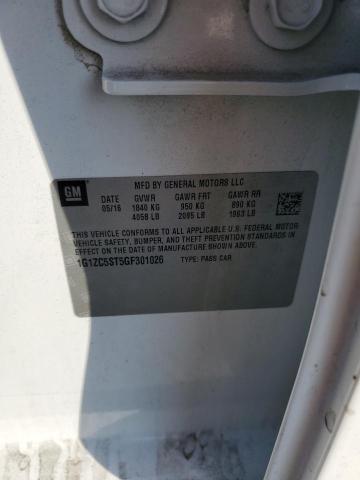 MFD BY GENERAL MOTORS LLC
GM
DATE GVWR GAWR FRT GAWR RR
05/16 1840 KG 950 KG 890 KG
4058 LB 2095 LB 1963 LB
THIS VEHICLE CONFORMS TO ALL APPLICABLE U.S. FEDERAL MOTOR
VEHICLE SAFETY, BUMPER, AND THEFT PREVENTION STANDARDS IN
EFFECT ON THE DATE OF MANUFACTURE SHOWN ABOVE.
1G1ZC5ST5GF301026 TYPE: PASS CAR